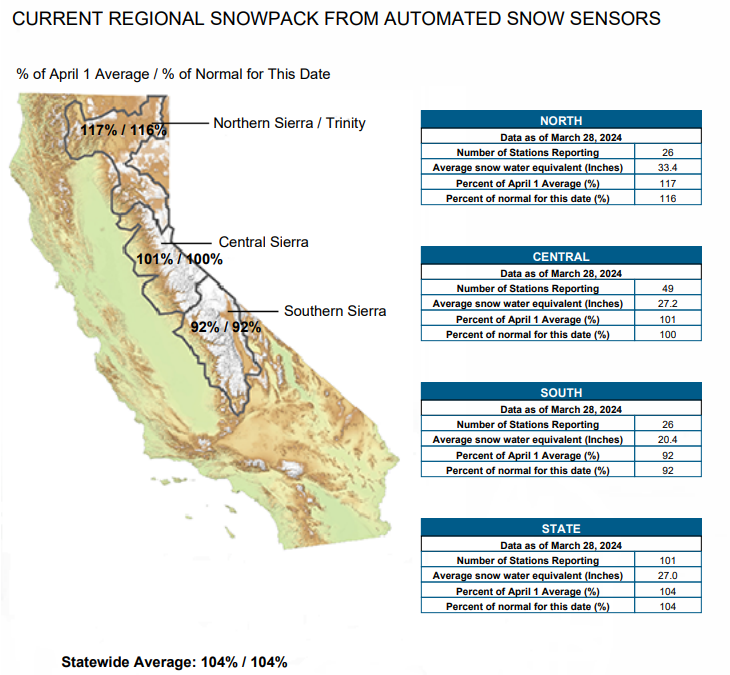 CURRENT REGIONAL SNOWPACK FROM AUTOMATED SNOW SENSORS
% of April 1 Average / % of Normal for This Date
117% / 116%
Northern Sierra / Trinity
Central Sierra
101% / 100%
Southern Sierra
92% / 92%
NORTH
Data as of March 28, 2024
Number of Stations Reporting 26
Average snow water equivalent (Inches) 33.4
Percent of April 1 Average (%) 117
Percent of normal for this date (%) 116
CENTRAL
Data as of March 28, 2024
Number of Stations Reporting 49
Average snow water equivalent (Inches) 27.2
Percent of April 1 Average (%) 101
Percent of normal for this date (%) 100
SOUTH
Data as of March 28, 2024
Number of Stations Reporting 26
Average snow water equivalent (Inches) 20.4
Percent of April 1 Average (%) 92
Percent of normal for this date (%) 92
STATE
Data as of March 28, 2024
Number of Stations Reporting 101
Average snow water equivalent (Inches) 27.0
Percent of April 1 Average (%) 104
Percent of normal for this date (%) 104
Statewide Average: 104% / 104%